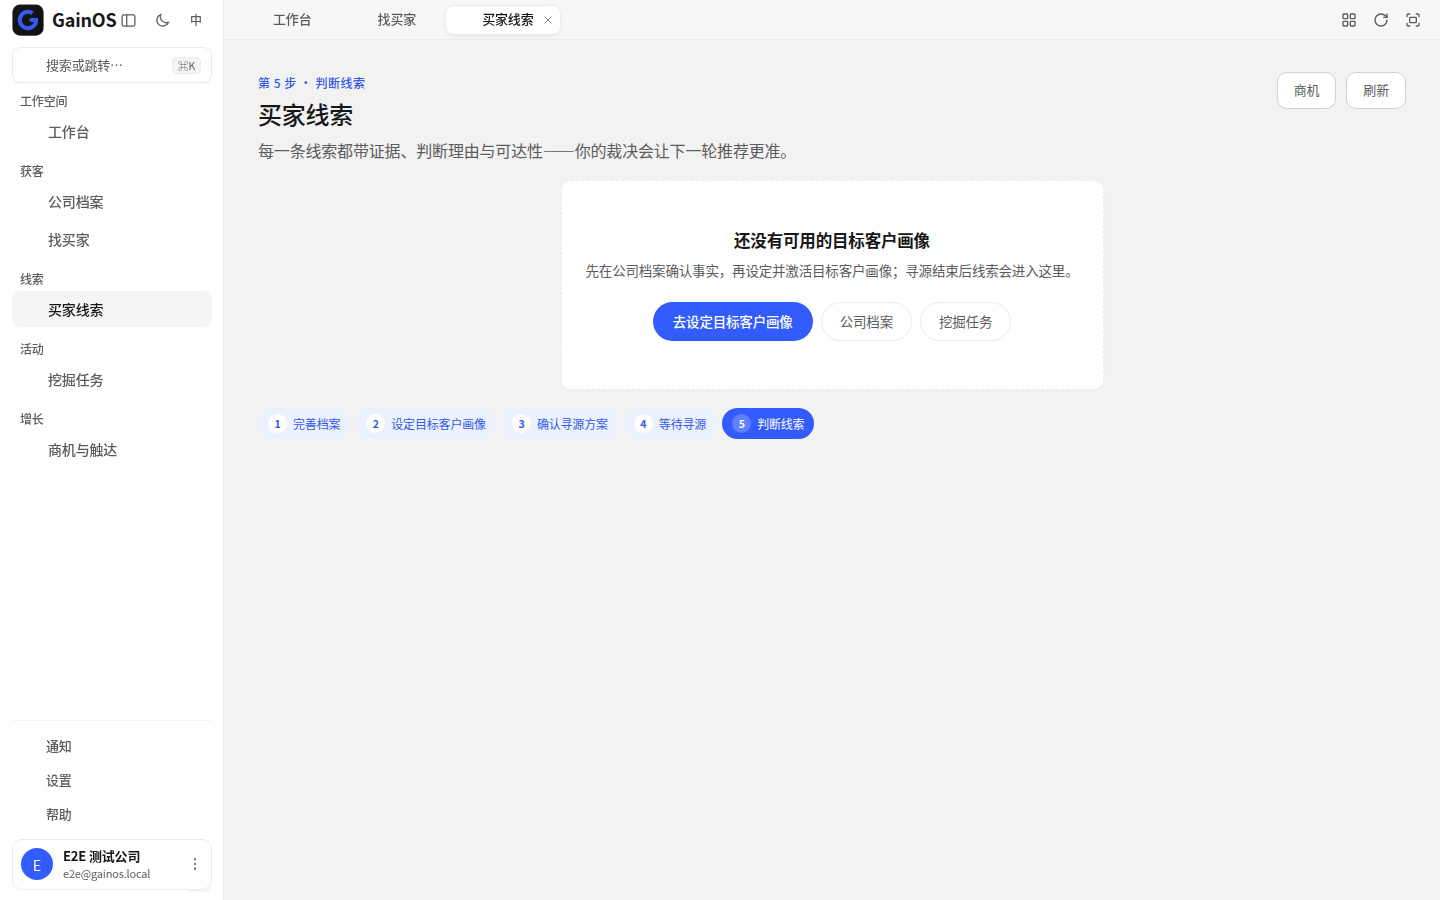 GainOS
中
搜索或跳转… ⌘K
工作空间
工作台
获客
公司档案
找买家
线索
买家线索
活动
挖掘任务
增长
商机与触达
通知
设置
帮助
E
E2E 测试公司
e2e@gainos.local
工作台 找买家 买家线索
第 5 步 · 判断线索
买家线索
每一条线索都带证据、判断理由与可达性——你的裁决会让下一轮推荐更准。
商机 刷新
还没有可用的目标客户画像
先在公司档案确认事实，再设定并激活目标客户画像；寻源结束后线索会进入这里。
去设定目标客户画像 公司档案 挖掘任务
1 完善档案 2 设定目标客户画像 3 确认寻源方案 4 等待寻源 5 判断线索